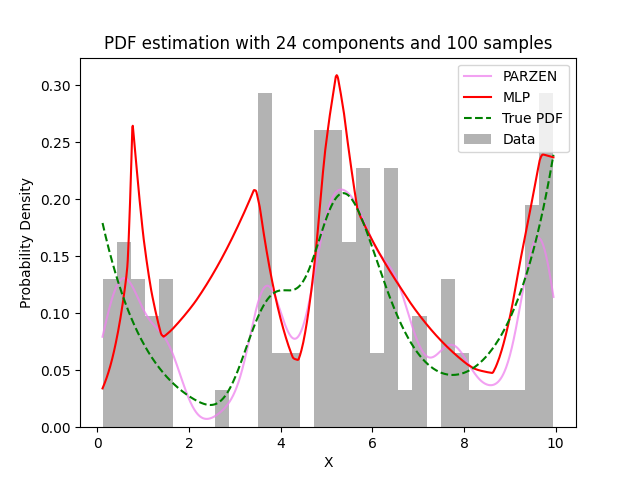 PDF estimation with 24 components and 100 samples
Probability Density
0.30
0.25
0.20
0.15
0.10
0.05
0.00
PARZEN
MLP
True PDF
Data
0
2
4
6
8
10
X